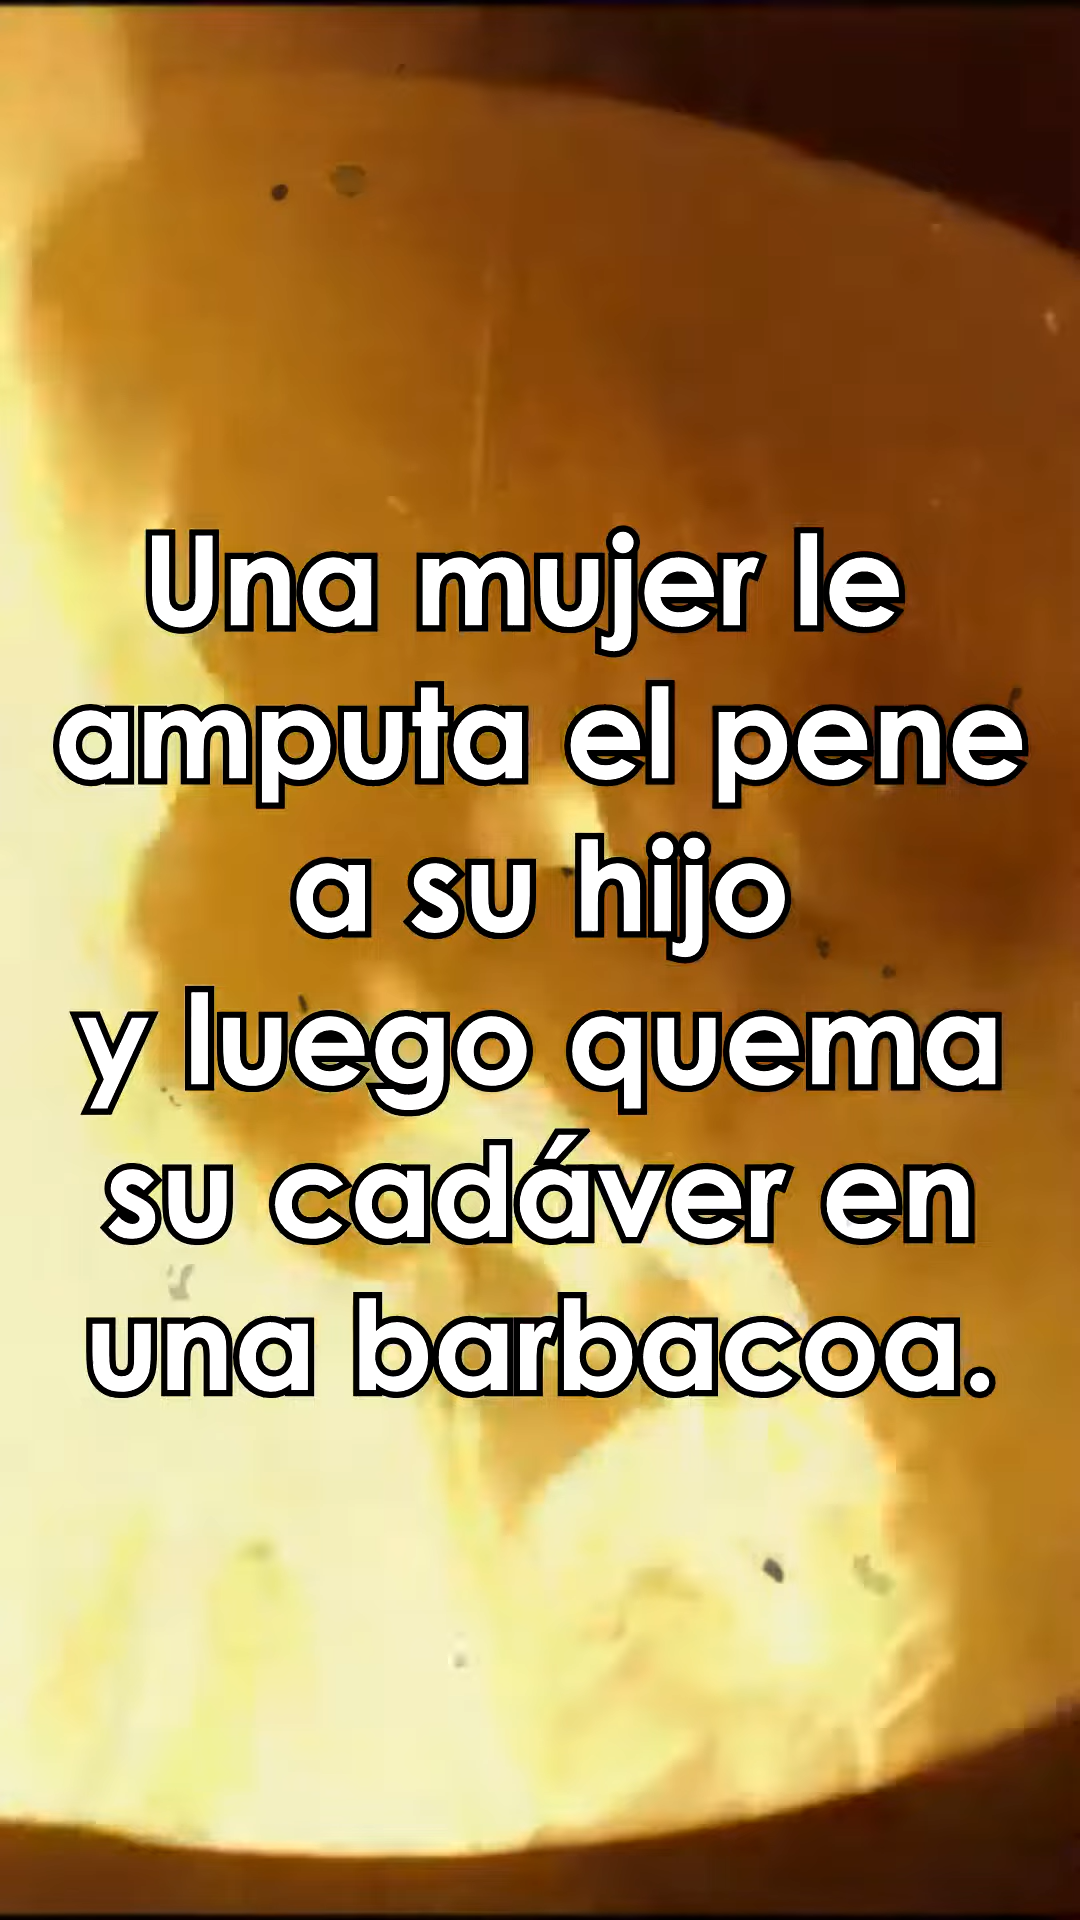 Una mujer le
amputa el pene
a su hijo
y luego quema
su cadáver en
una barbacoa.